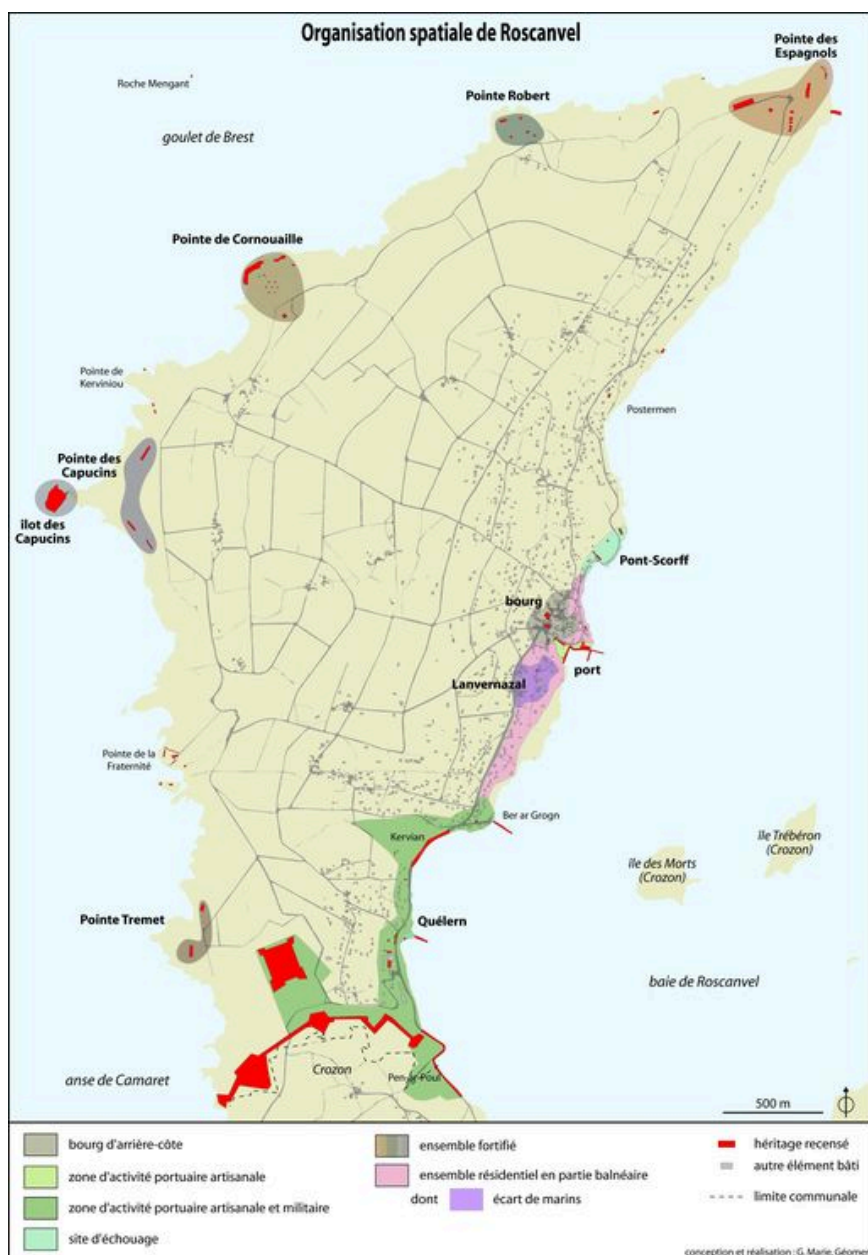 Organisation spatiale de Roscanvel
Pointe des
Espagnols
Roche Mengant
Pointe Robert
goulet de Brest
Pointe de Cornouaille
Pointe de
Kerviniou
Postermen
Pointe des
Capucins
îlot des
Capucins
Pont-Scorff
bourg
port
Lanvernazal
Pointe de la
Fraternité
Ber ar Grogn
Kervian
île Trébéron
(Crozon)
île des Morts
(Crozon)
Pointe Tremet
Quélern
baie de Roscanvel
anse de Camaret
Crozon
Pen-ar-Poul
500 m
bourg d'arrière-côte
zone d'activité portuaire artisanale
zone d'activité portuaire artisanale et militaire
site d'échouage
ensemble fortifié
ensemble résidentiel en partie balnéaire
dont écart de marins
héritage recensé
autre élément bâti
limite communale
conception et réalisation : G. Marie, Géomer